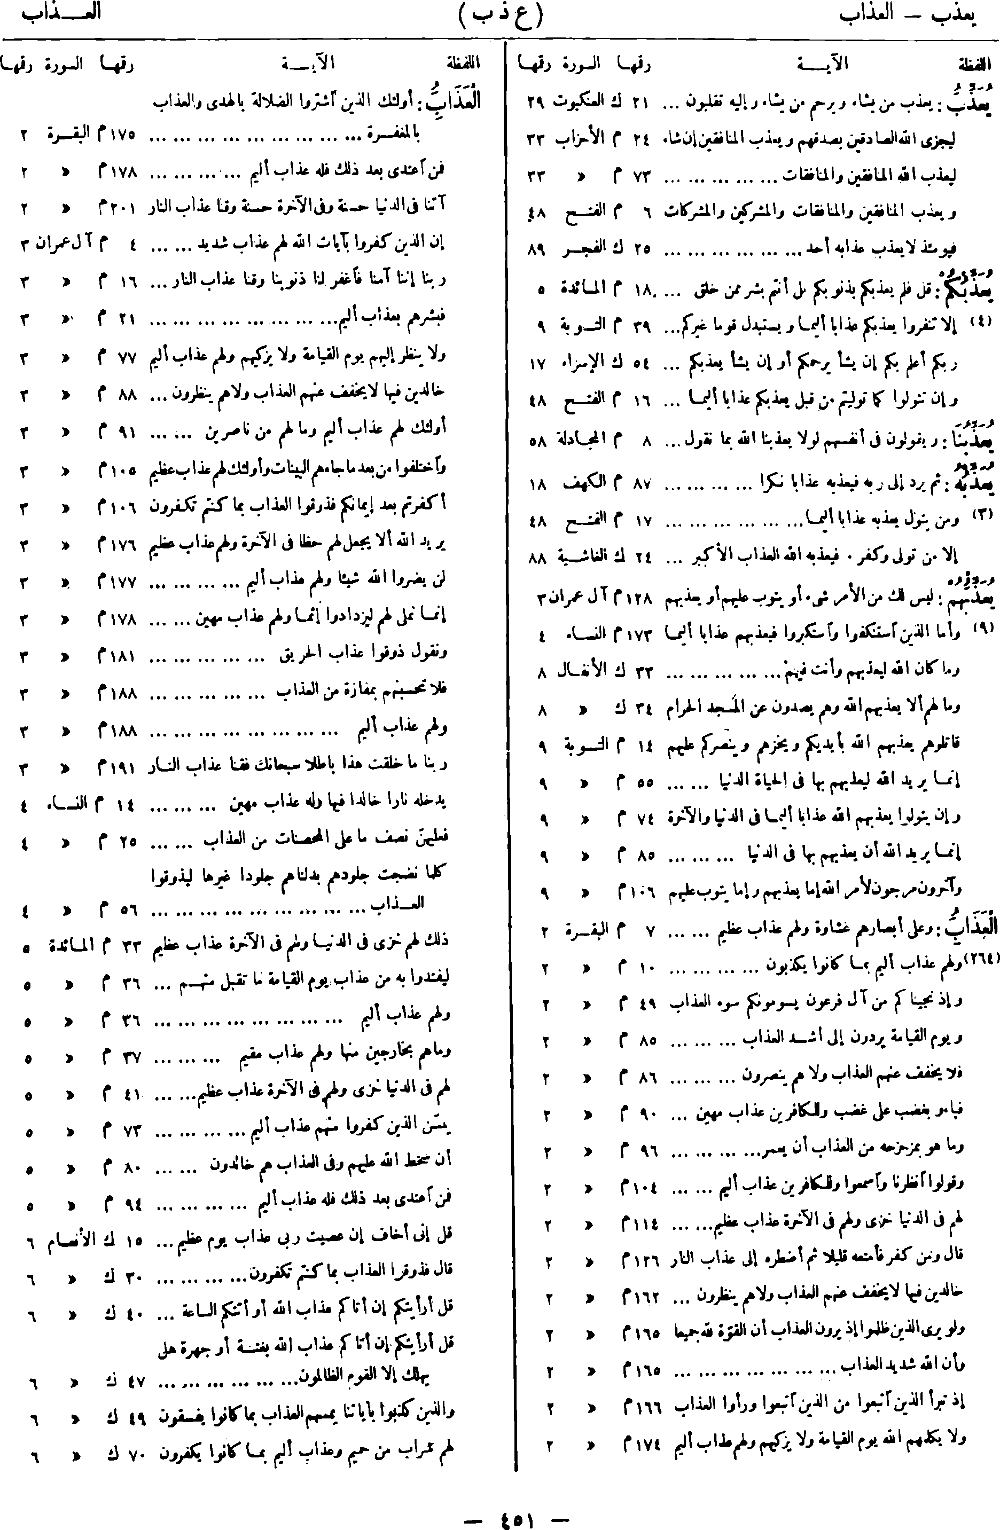 يعذب – العذاب
(ع ذ ب)
العـــذاب
اللفظة الآيـــة رقمها السورة رقمها
يعذب : يعذب من يشاء ويرحم من يشاء وإليه تقلبون ... ٢١ ك العنكبوت ٢٩
ليجزى الله الصادقين بصدقهم ويعذب المنافقين إن شاء ٢٤ م الأحزاب ٣٣
ليعذب الله المنافقين والمنافقات ... ... ... ... ... ٧٣ م » ٣٣
ويعذب المنافقين والمنافقات والمشركين والمشركات ٦ م الفتح ٤٨
فيومئذ لا يعذب عذابه أحد ... ... ... ... ... ٢٥ ك الفجر ٨٩
يعذبكم : قل فلم يعذبكم بذنوبكم بل أنتم بشر ممن خلق ... ١٨ م المائدة ٥
(٤) إلا تنفروا يعذبكم عذابا أليما ويستبدل قوما غيركم ... ٣٩ م التوبة ٩
ربكم أعلم بكم إن يشأ يرحمكم أو إن يشأ يعذبكم ... ٥٤ ك الإسراء ١٧
وإن تتولوا كما توليتم من قبل يعذبكم عذابا أليما ... ١٦ م الفتح ٤٨
يعذبنا : ويقولون فى أنفسهم لولا يعذبنا الله بما نقول ... ٨ م المجادلة ٥٨
يعذبه : ثم يرد إلى ربه فيعذبه عذابا نكرا ... ... ... ... ٨٧ م الكهف ١٨
(٣) ومن يتول يعذبه عذابا أليما ... ... ... ... ... ١٧ م الفتح ٤٨
إلا من تولى وكفر ٠ فيعذبه الله العذاب الأكبر ... ٢٤ ك الغاشية ٨٨
يعذبهم : ليس لك من الأمر شىء أو يتوب عليهم أو يعذبهم ١٢٨ م آل عمران ٣
(٩) وأما الذين آستنكفوا وآستكبروا فيعذبهم عذابا أليما ١٧٣ م النساء ٤
وما كان الله ليعذبهم وأنت فيهم ... ... ... ... ٣٣ ك الأنفال ٨
وما لهم ألا يعذبهم الله وهم يصدون عن المسجد الحرام ٣٤ ك » ٨
قاتلوهم يعذبهم الله بأيديكم ويخزهم وينصركم عليهم ١٤ م التوبة ٩
إنما يريد الله ليعذبهم بها فى الحياة الدنيا ... ... ٥٥ م » ٩
وإن يتولوا يعذبهم الله عذابا أليما فى الدنيا والآخرة ٧٤ م » ٩
إنما يريد الله أن يعذبهم بها فى الدنيا ... ... ... ٨٥ م » ٩
وآخرون مرجون لأمر الله إما يعذبهم وإما يتوب عليهم ١٠٦ م » ٩
العذاب : وعلى أبصارهم غشاوة ولهم عذاب عظيم ... ... ٧ م البقرة ٢
(٢٦٤) ولهم عذاب أليم بما كانوا يكذبون ... ... ... ... ١٠ م » ٢
وإذ نجيناكم من آل فرعون يسومونكم سوء العذاب ٤٩ م » ٢
ويوم القيامة يردون إلى أشد العذاب ... ... ... ٨٥ م » ٢
فلا يخفف عنهم العذاب ولا هم ينصرون ... ... ... ٨٦ م » ٢
فباءو بغضب على غضب وللكافرين عذاب مهين ... ٩٠ م » ٢
وما هو بمزحزحه من العذاب أن يعمر ... ... ... ... ٩٦ م » ٢
وقولوا آنظرنا وآسمعوا وللكافرين عذاب أليم ... ... ١٠٤ م » ٢
لهم فى الدنيا خزى ولهم فى الآخرة عذاب عظيم ... ... ١١٤ م » ٢
قال ومن كفر فأمتعه قليلا ثم أضطره إلى عذاب النار ١٢٦ م » ٢
خالدين فيها لا يخفف عنهم العذاب ولا هم ينظرون ... ١٦٢ م » ٢
ولو يرى الذين ظلموا إذ يرون العذاب أن القوة لله جميعا ١٦٥ م » ٢
وأن الله شديد العذاب ... ... ... ... ... ... ... ١٦٥ م » ٢
إذ تبرأ الذين آتبعوا من الذين آتبعوا ورأوا العذاب ١٦٦ م » ٢
ولا يكلمهم الله يوم القيامة ولا يزكيهم ولهم عذاب أليم ١٧٤ م » ٢
اللفظة الآيـــة رقمها السورة رقمها
العذاب : أولئك الذين آشتروا الضلالة بالهدى والعذاب
بالمغفرة ... ... ... ... ... ... ... ... ... ١٧٥ م البقرة ٢
فمن آعتدى بعد ذلك فله عذاب أليم ... ... ... ... ١٧٨ م » ٢
آتنا فى الدنيا حسنة وفى الآخرة حسنة وقنا عذاب النار ٢٠١ م » ٢
إن الذين كفروا بآيات الله لهم عذاب شديد ... ... ٤ م آل عمران ٣
ربنا إننا آمنا فآغفر لنا ذنوبنا وقنا عذاب النار ... ... ١٦ م » ٣
فبشرهم بعذاب أليم ... ... ... ... ... ... ... ٢١ م » ٣
ولا ينظر إليهم يوم القيامة ولا يزكيهم ولهم عذاب أليم ٧٧ م » ٣
خالدين فيها لا يخفف عنهم العذاب ولا هم ينظرون ... ٨٨ م » ٣
أولئك لهم عذاب أليم وما لهم من ناصرين ... ... ٩١ م » ٣
وآختلفوا من بعد ما جاءهم البينات وأولئك لهم عذاب عظيم ١٠٥ م » ٣
أكفرتم بعد إيمانكم فذوقوا العذاب بما كنتم تكفرون ١٠٦ م » ٣
يريد الله ألا يجعل لهم حظا فى الآخرة ولهم عذاب عظيم ١٧٦ م » ٣
لن يضروا الله شيئا ولهم عذاب أليم ... ... ... ... ١٧٧ م » ٣
إنما نملى لهم ليزدادوا إثما ولهم عذاب مهين ... ... ١٧٨ م » ٣
ونقول ذوقوا عذاب الحريق ... ... ... ... ... ١٨١ م » ٣
فلا تحسبنهم بمفازة من العذاب ... ... ... ... ... ١٨٨ م » ٣
ولهم عذاب أليم ... ... ... ... ... ... ... ... ١٨٨ م » ٣
ربنا ما خلقت هذا باطلا سبحانك فقنا عذاب النار ١٩١ م » ٣
يدخله نارا خالدا فيها وله عذاب مهين ... ... ... ١٤ م النساء ٤
فعليهن نصف ما على المحصنات من العذاب ... ... ٢٥ م » ٤
كلما نضجت جلودهم بدلناهم جلودا غيرها ليذوقوا
العذاب ... ... ... ... ... ... ... ... ... ... ٥٦ م » ٤
ذلك لهم خزى فى الدنيا ولهم فى الآخرة عذاب عظيم ٣٣ م المائدة ٥
ليفتدوا به من عذاب يوم القيامة ما تقبل منهم ... ٣٦ م » ٥
ولهم عذاب أليم ... ... ... ... ... ... ... ... ٣٦ م » ٥
وما هم بخارجين منها ولهم عذاب مقيم ... ... ... ٣٧ م » ٥
لهم فى الدنيا خزى ولهم فى الآخرة عذاب عظيم ... ... ٤١ م » ٥
ليمسن الذين كفروا منهم عذاب أليم ... ... ... ... ٧٣ م » ٥
أن سخط الله عليهم وفى العذاب هم خالدون ... ... ٨٠ م » ٥
فمن آعتدى بعد ذلك فله عذاب أليم ... ... ... ... ٩٤ م » ٥
قل إنى أخاف إن عصيت ربى عذاب يوم عظيم ... ١٥ ك الأنعام ٦
قال فذوقوا العذاب بما كنتم تكفرون ... ... ... ... ٣٠ ك » ٦
قل أرأيتكم إن أتاكم عذاب الله أو أتتكم الساعة ... ٤٠ ك » ٦
قل أرأيتكم إن أتاكم عذاب الله بغتة أو جهرة هل
يهلك إلا القوم الظالمون ... ... ... ... ... ... ٤٧ ك » ٦
والذين كذبوا بآياتنا يمسهم العذاب بما كانوا يفسقون ٤٩ ك » ٦
لهم شراب من حميم وعذاب أليم بما كانوا يكفرون ٧٠ ك » ٦
— ٤٥١ —